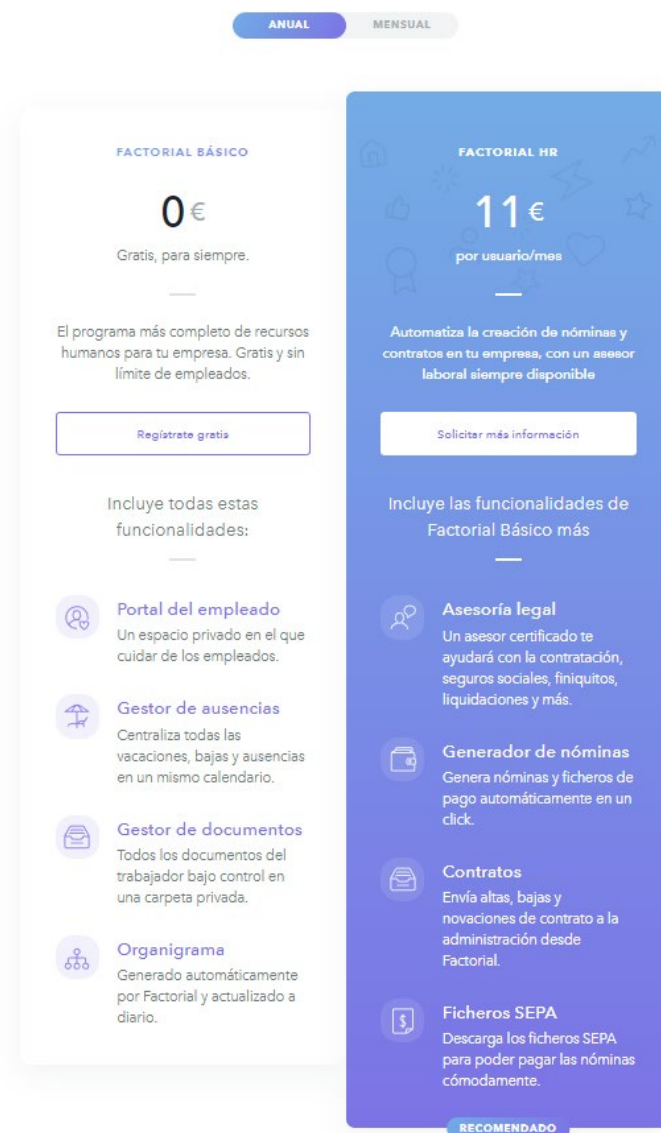 ANUAL
MENSUAL
FACTORIAL BÁSICO
0 €
Gratis, para siempre.
El programa más completo de recursos
humanos para tu empresa. Gratis y sin
límite de empleados.
Regístrate gratis
Incluye todas estas
funcionalidades:
Portal del empleado
Un espacio privado en el que
cuidar de los empleados.
Gestor de ausencias
Centraliza todas las
vacaciones, bajas y ausencias
en un mismo calendario.
Gestor de documentos
Todos los documentos del
trabajador bajo control en
una carpeta privada.
Organigrama
Generado automáticamente
por Factorial y actualizado a
diario.
FACTORIAL HR
11 €
por usuario/mes
Automatiza la creación de nóminas y
contratos en tu empresa, con un asesor
laboral siempre disponible
Solicitar más información
Incluye las funcionalidades de
Factorial Básico más
Asesoría legal
Un asesor certificado te
ayudará con la contratación,
seguros sociales, finiquitos,
liquidaciones y más.
Generador de nóminas
Genera nóminas y ficheros de
pago automáticamente en un
click.
Contratos
Envía altas, bajas y
novaciones de contrato a la
administración desde
Factorial.
Ficheros SEPA
Descarga los ficheros SEPA
para poder pagar las nóminas
cómodamente.
RECOMENDADO